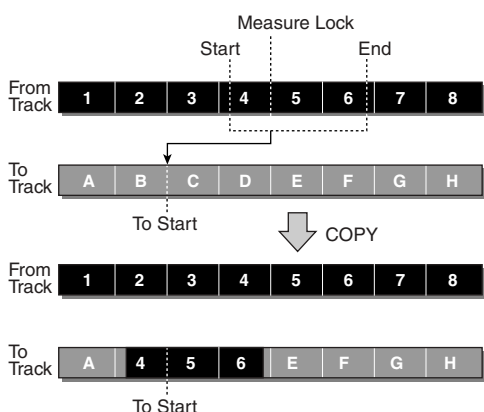 Measure Lock
Start End
From Track 1 2 3 4 5 6 7 8
To Track A B C D E F G H
To Start
COPY
From Track 1 2 3 4 5 6 7 8
To Track A 4 5 6 E F G H
To Start